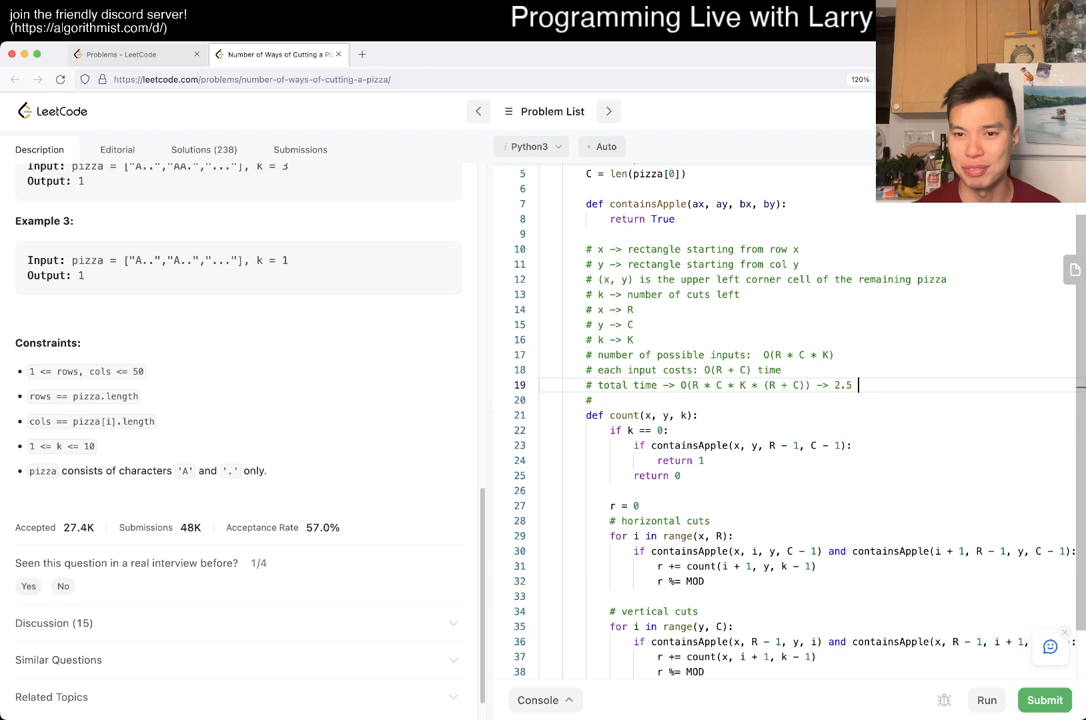 join the friendly discord server!
(https://algorithmist.com/d/)
Programming Live with Larry
Problems - LeetCode
Number of Ways of Cutting a Pi
https://leetcode.com/problems/number-of-ways-of-cutting-a-pizza/
120%
LeetCode
Problem List
Description
Editorial
Solutions (238)
Submissions
i Python3
Auto
Input: pizza = ["A..","AA.","..."], k = 3
Output: 1
Example 3:
Input: pizza = ["A..","A..","..."], k = 1
Output: 1
Constraints:
1 <= rows, cols <= 50
rows == pizza.length
cols == pizza[i].length
1 <= k <= 10
pizza consists of characters 'A' and '.' only.
Accepted 27.4K Submissions 48K Acceptance Rate 57.0%
Seen this question in a real interview before? 1/4
Yes No
Discussion (15)
Similar Questions
Related Topics
5 C = len(pizza[0])
6
7 def containsApple(ax, ay, bx, by):
8 return True
9
10 # x -> rectangle starting from row x
11 # y -> rectangle starting from col y
12 # (x, y) is the upper left corner cell of the remaining pizza
13 # k -> number of cuts left
14 # x -> R
15 # y -> C
16 # k -> K
17 # number of possible inputs: O(R * C * K)
18 # each input costs: O(R + C) time
19 # total time -> O(R * C * K * (R + C)) -> 2.5
20 #
21 def count(x, y, k):
22 if k == 0:
23 if containsApple(x, y, R - 1, C - 1):
24 return 1
25 return 0
26
27 r = 0
28 # horizontal cuts
29 for i in range(x, R):
30 if containsApple(x, i, y, C - 1) and containsApple(i + 1, R - 1, y, C - 1):
31 r += count(i + 1, y, k - 1)
32 r %= MOD
33
34 # vertical cuts
35 for i in range(y, C):
36 if containsApple(x, R - 1, y, i) and containsApple(x, R - 1, i + 1,
37 r += count(x, i + 1, k - 1)
38 r %= MOD
Console
Run
Submit